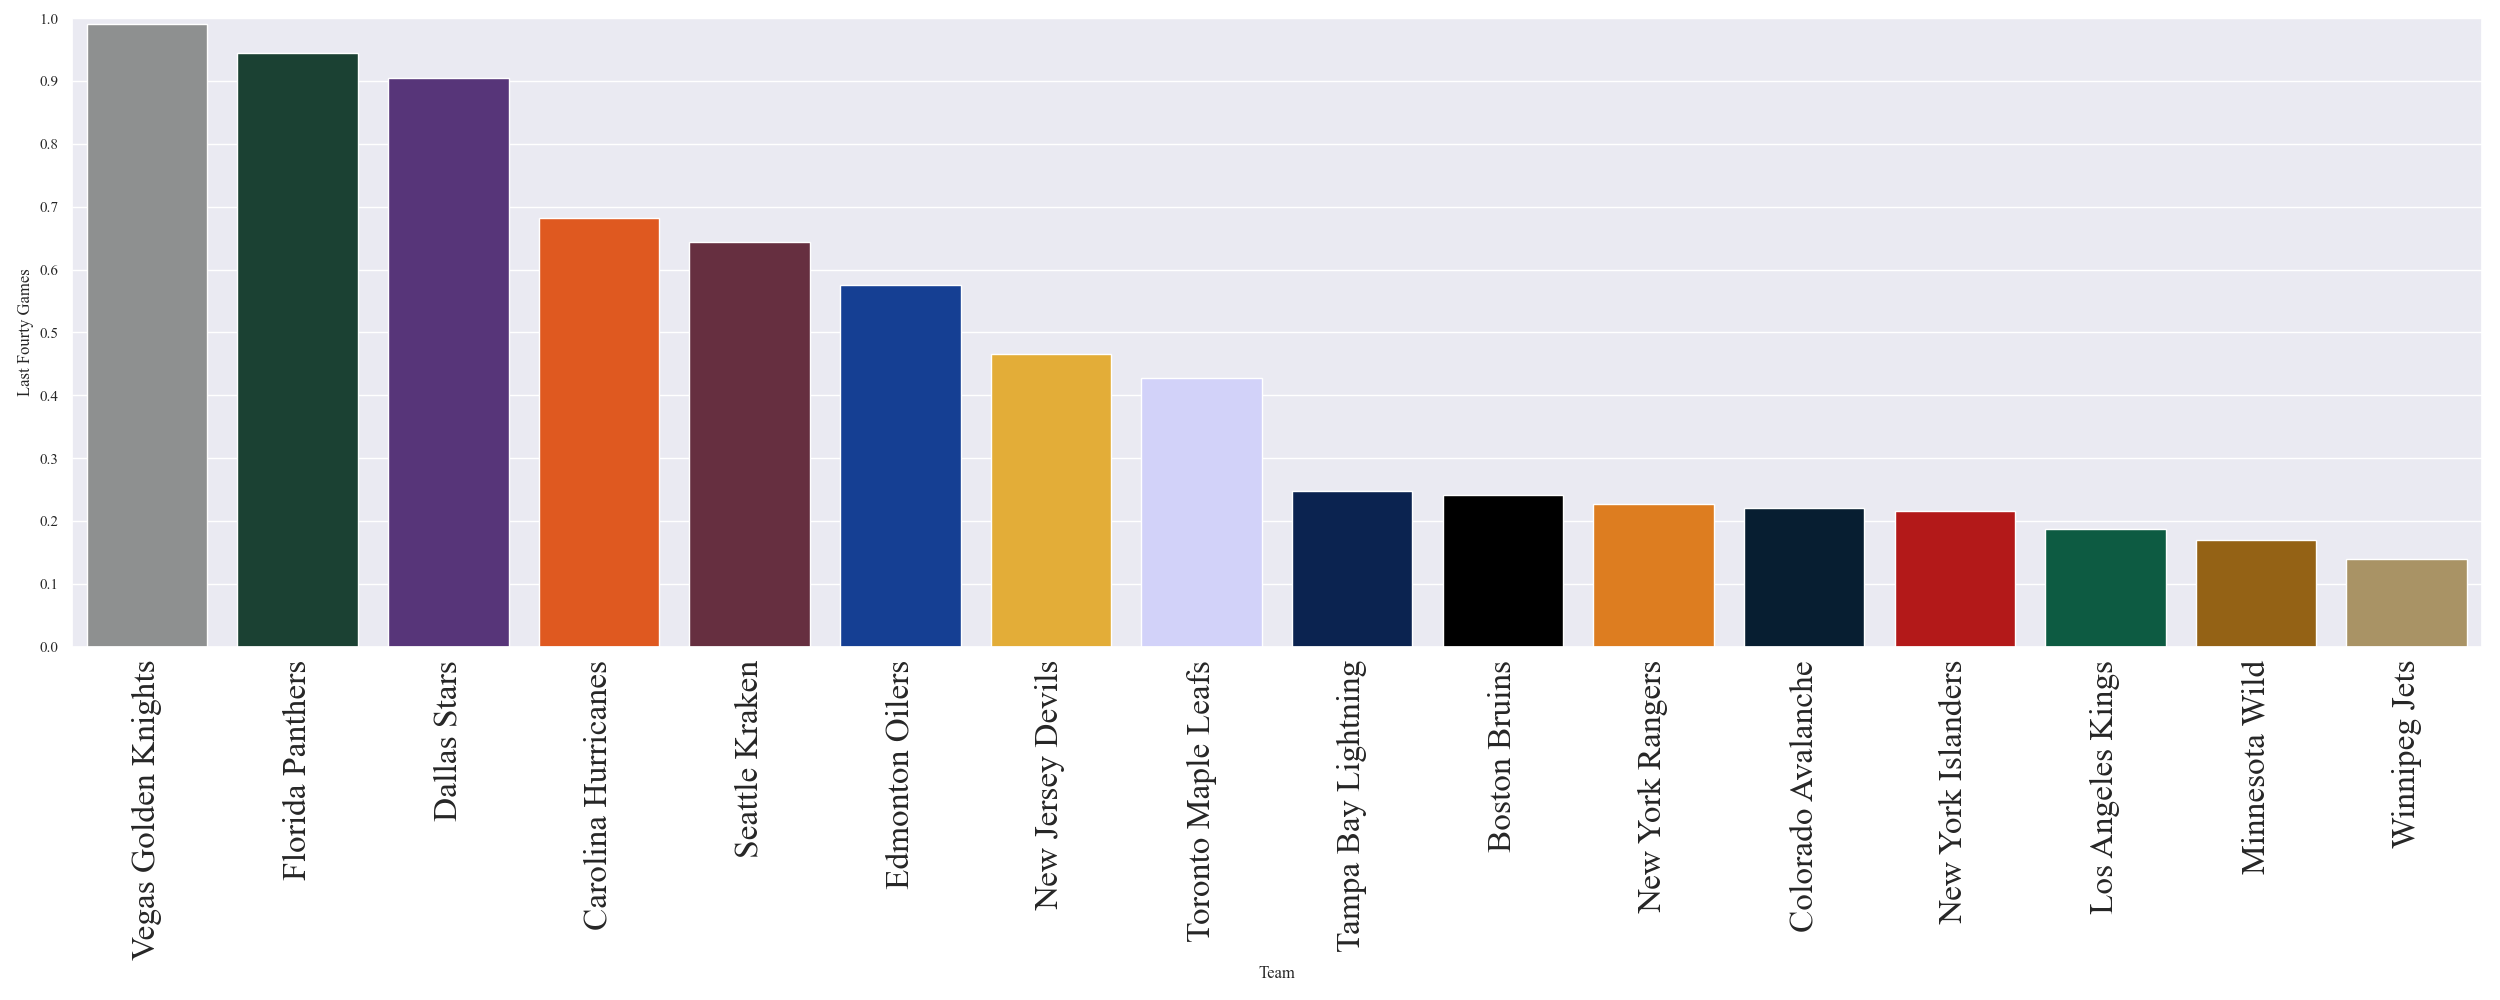 1.0
0.9
0.8
0.7
0.6
0.5
0.4
0.3
0.2
0.1
0.0
Last Fourty Games
Vegas Golden Knights
Florida Panthers
Dallas Stars
Carolina Hurricanes
Seattle Kraken
Edmonton Oilers
New Jersey Devils
Toronto Maple Leafs
Tampa Bay Lightning
Boston Bruins
New York Rangers
Colorado Avalanche
New York Islanders
Los Angeles Kings
Minnesota Wild
Winnipeg Jets
Team